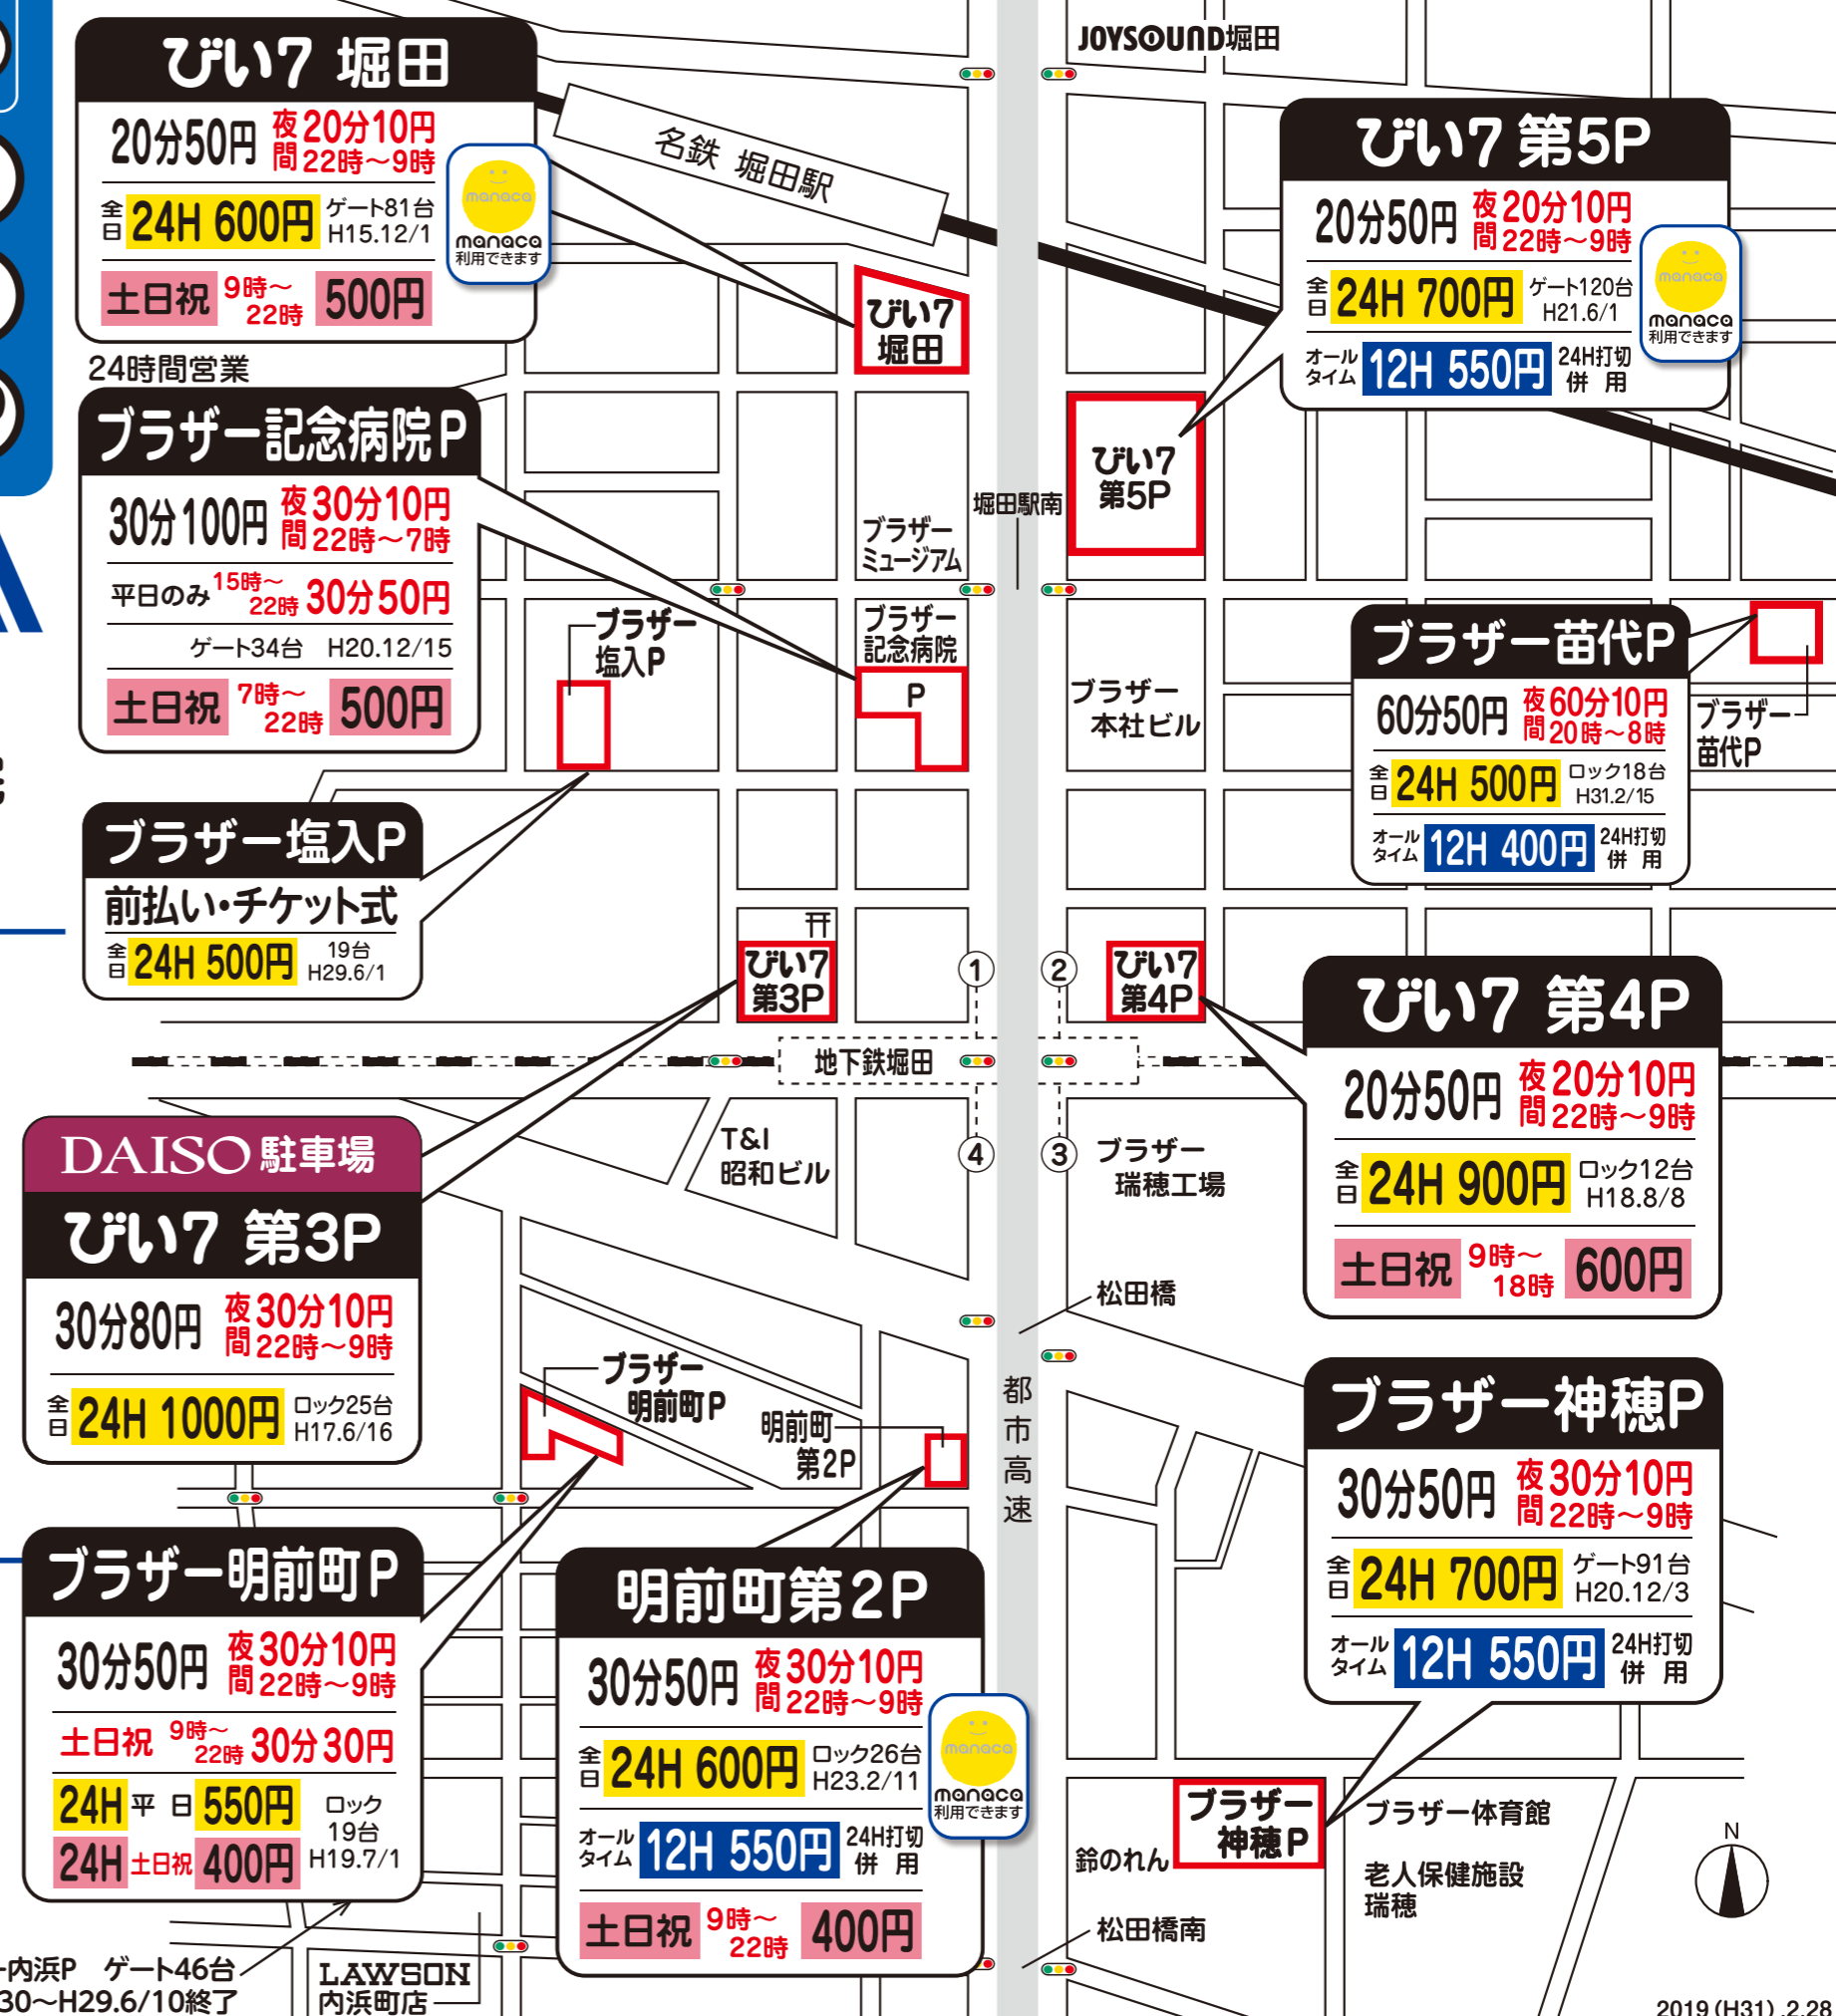 びい7 堀田
20分50円
夜間 20分10円
22時～9時
全日 24H 600円
ゲート81台
H15.12/1
土日祝 9時～22時 500円
manaca
manaca
利用できます
24時間営業
ブラザー記念病院P
30分100円
夜間 30分10円
22時～7時
平日のみ 15時～22時 30分50円
ゲート34台 H20.12/15
土日祝 7時～22時 500円
ブラザー塩入P
前払い・チケット式
全日 24H 500円
19台
H29.6/1
DAISO 駐車場
びい7 第3P
30分80円
夜間 30分10円
22時～9時
全日 24H 1000円
ロック25台
H17.6/16
ブラザー明前町P
30分50円
夜間 30分10円
22時～9時
土日祝 9時～22時 30分30円
24H 平日 550円
24H 土日祝 400円
ロック
19台
H19.7/1
内浜P ゲート46台
30～H29.6/10終了
LAWSON
内浜町店
明前町第2P
30分50円
夜間 30分10円
22時～9時
全日 24H 600円
ロック26台
H23.2/11
オールタイム 12H 550円
24H打切
併用
土日祝 9時～22時 400円
manaca
manaca
利用できます
JOYSOUND堀田
名鉄 堀田駅
びい7
堀田
びい7
第5P
堀田駅南
ブラザー
ミュージアム
ブラザー
記念病院
P
ブラザー
塩入P
ブラザー
本社ビル
びい7
第3P
びい7
第4P
①
②
地下鉄堀田
④
③
T&I
昭和ビル
ブラザー
瑞穂工場
松田橋
都市高速
ブラザー
明前町P
明前町
第2P
びい7 第5P
20分50円
夜間 20分10円
22時～9時
全日 24H 700円
ゲート120台
H21.6/1
オールタイム 12H 550円
24H打切
併用
manaca
manaca
利用できます
ブラザー苗代P
60分50円
夜間 60分10円
20時～8時
全日 24H 500円
ロック18台
H31.2/15
オールタイム 12H 400円
24H打切
併用
ブラザー
苗代P
びい7 第4P
20分50円
夜間 20分10円
22時～9時
全日 24H 900円
ロック12台
H18.8/8
土日祝 9時～18時 600円
ブラザー神穂P
30分50円
夜間 30分10円
22時～9時
全日 24H 700円
ゲート91台
H20.12/3
オールタイム 12H 550円
24H打切
併用
ブラザー
神穂P
鈴のれん
ブラザー体育館
老人保健施設
瑞穂
松田橋南
N
2019（H31）.2.28